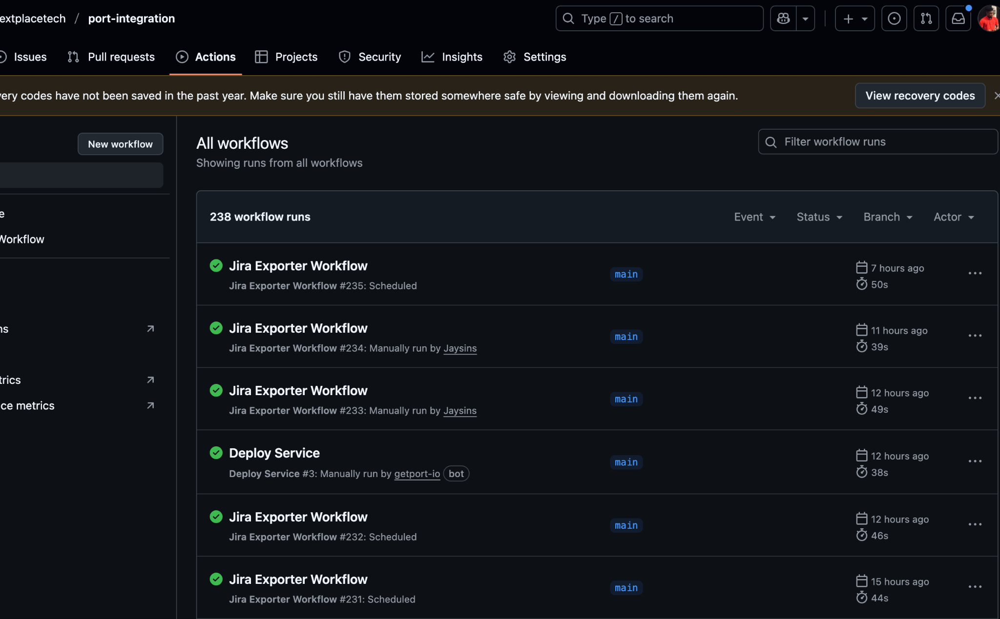 extplacetech / port-integration
Type / to search
Issues
Pull requests
Actions
Projects
Security
Insights
Settings
very codes have not been saved in the past year. Make sure you still have them stored somewhere safe by viewing and downloading them again.
View recovery codes
New workflow
e
Workflow
ns
trics
ce metrics
All workflows
Showing runs from all workflows
Filter workflow runs
238 workflow runs
Event
Status
Branch
Actor
Jira Exporter Workflow
Jira Exporter Workflow #235: Scheduled
main
7 hours ago
50s
Jira Exporter Workflow
Jira Exporter Workflow #234: Manually run by Jaysins
main
11 hours ago
39s
Jira Exporter Workflow
Jira Exporter Workflow #233: Manually run by Jaysins
main
12 hours ago
49s
Deploy Service
Deploy Service #3: Manually run by getport-io bot
main
12 hours ago
38s
Jira Exporter Workflow
Jira Exporter Workflow #232: Scheduled
main
12 hours ago
46s
Jira Exporter Workflow
Jira Exporter Workflow #231: Scheduled
main
15 hours ago
44s